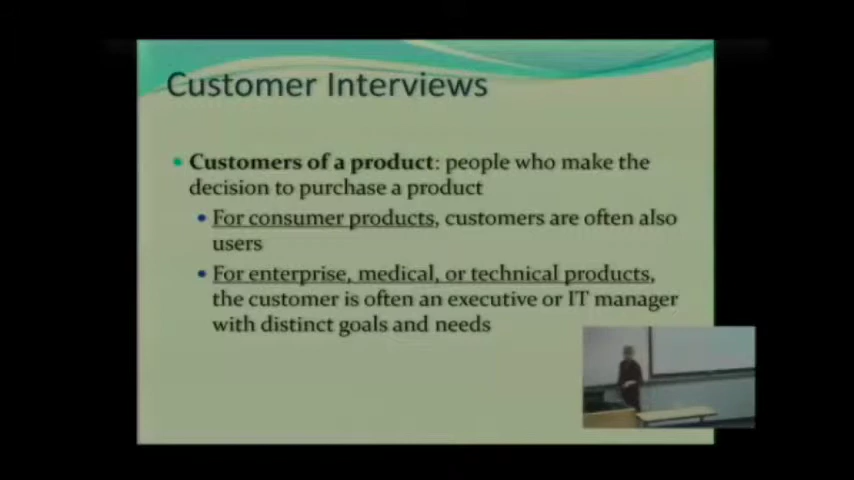 Customer Interviews
• Customers of a product: people who make the
decision to purchase a product
• For consumer products, customers are often also
users
• For enterprise, medical, or technical products,
the customer is often an executive or IT manager
with distinct goals and needs